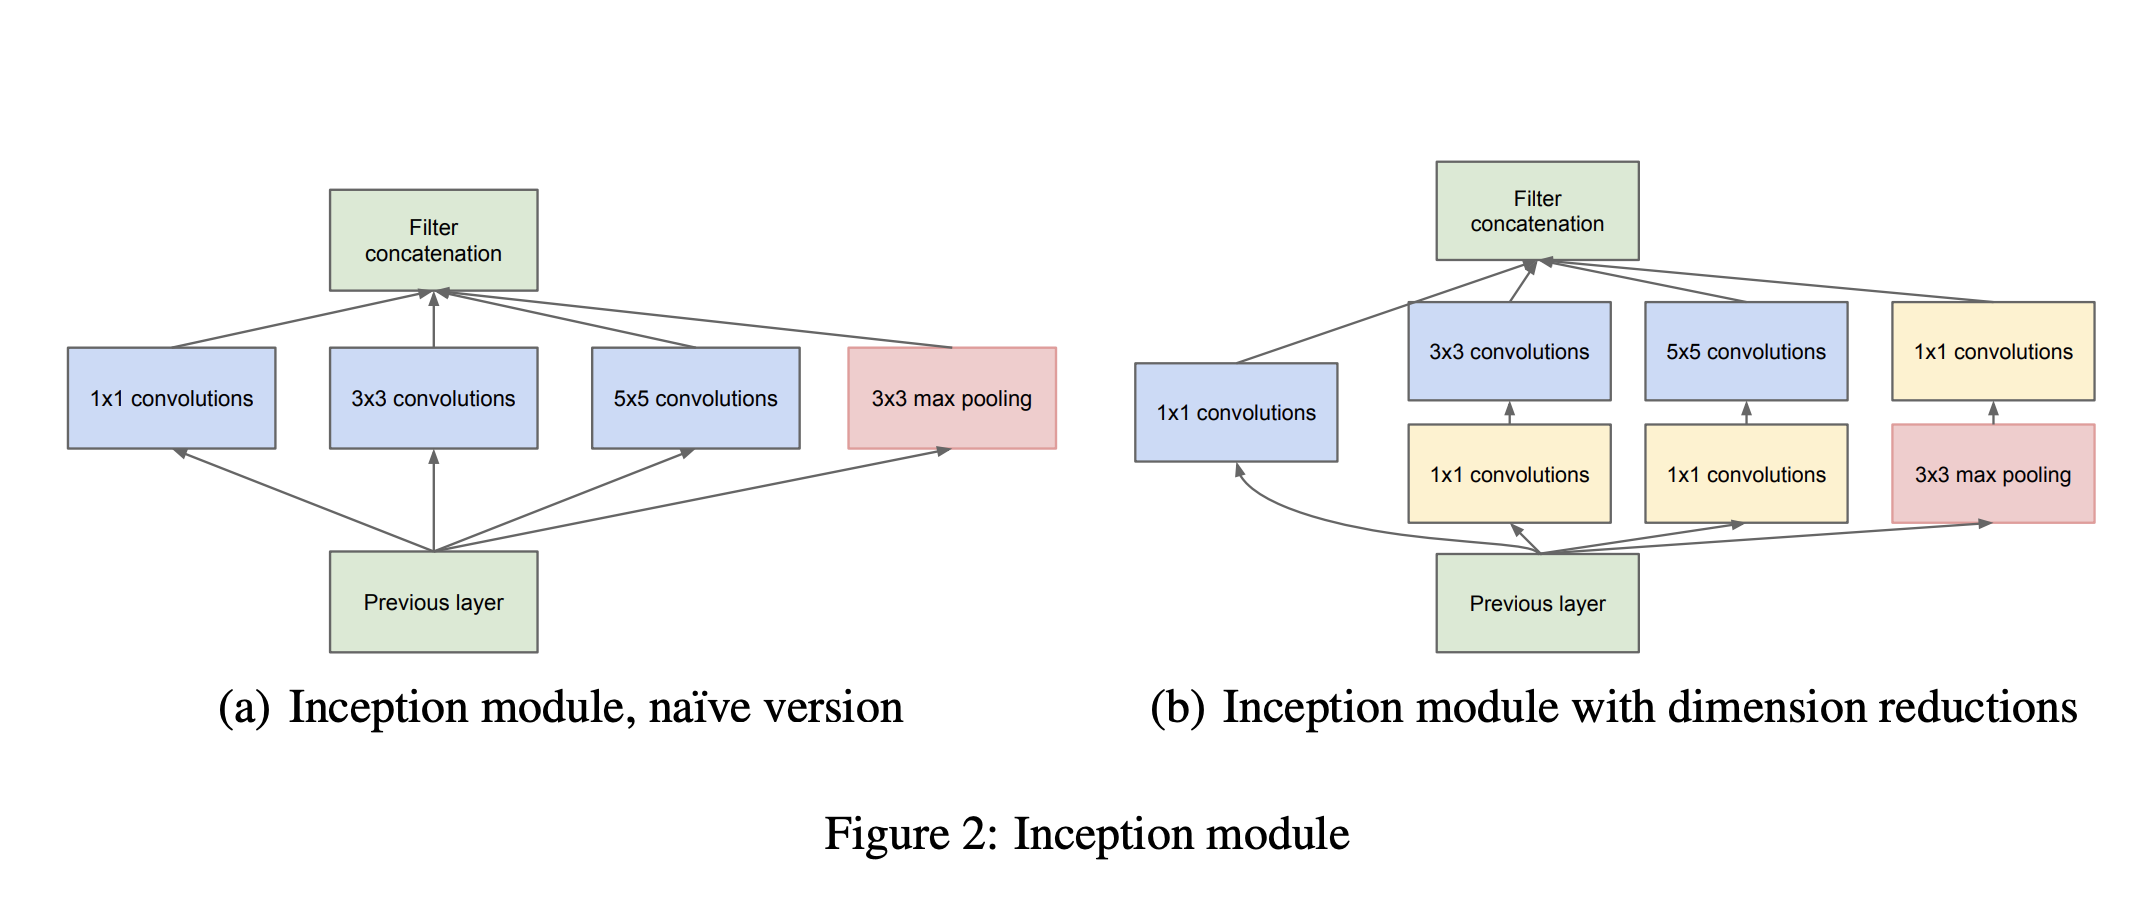 Filter
concatenation
1x1 convolutions
3x3 convolutions
5x5 convolutions
3x3 max pooling
Previous layer
(a) Inception module, naïve version
Filter
concatenation
3x3 convolutions
5x5 convolutions
1x1 convolutions
1x1 convolutions
1x1 convolutions
1x1 convolutions
3x3 max pooling
Previous layer
(b) Inception module with dimension reductions
Figure 2: Inception module